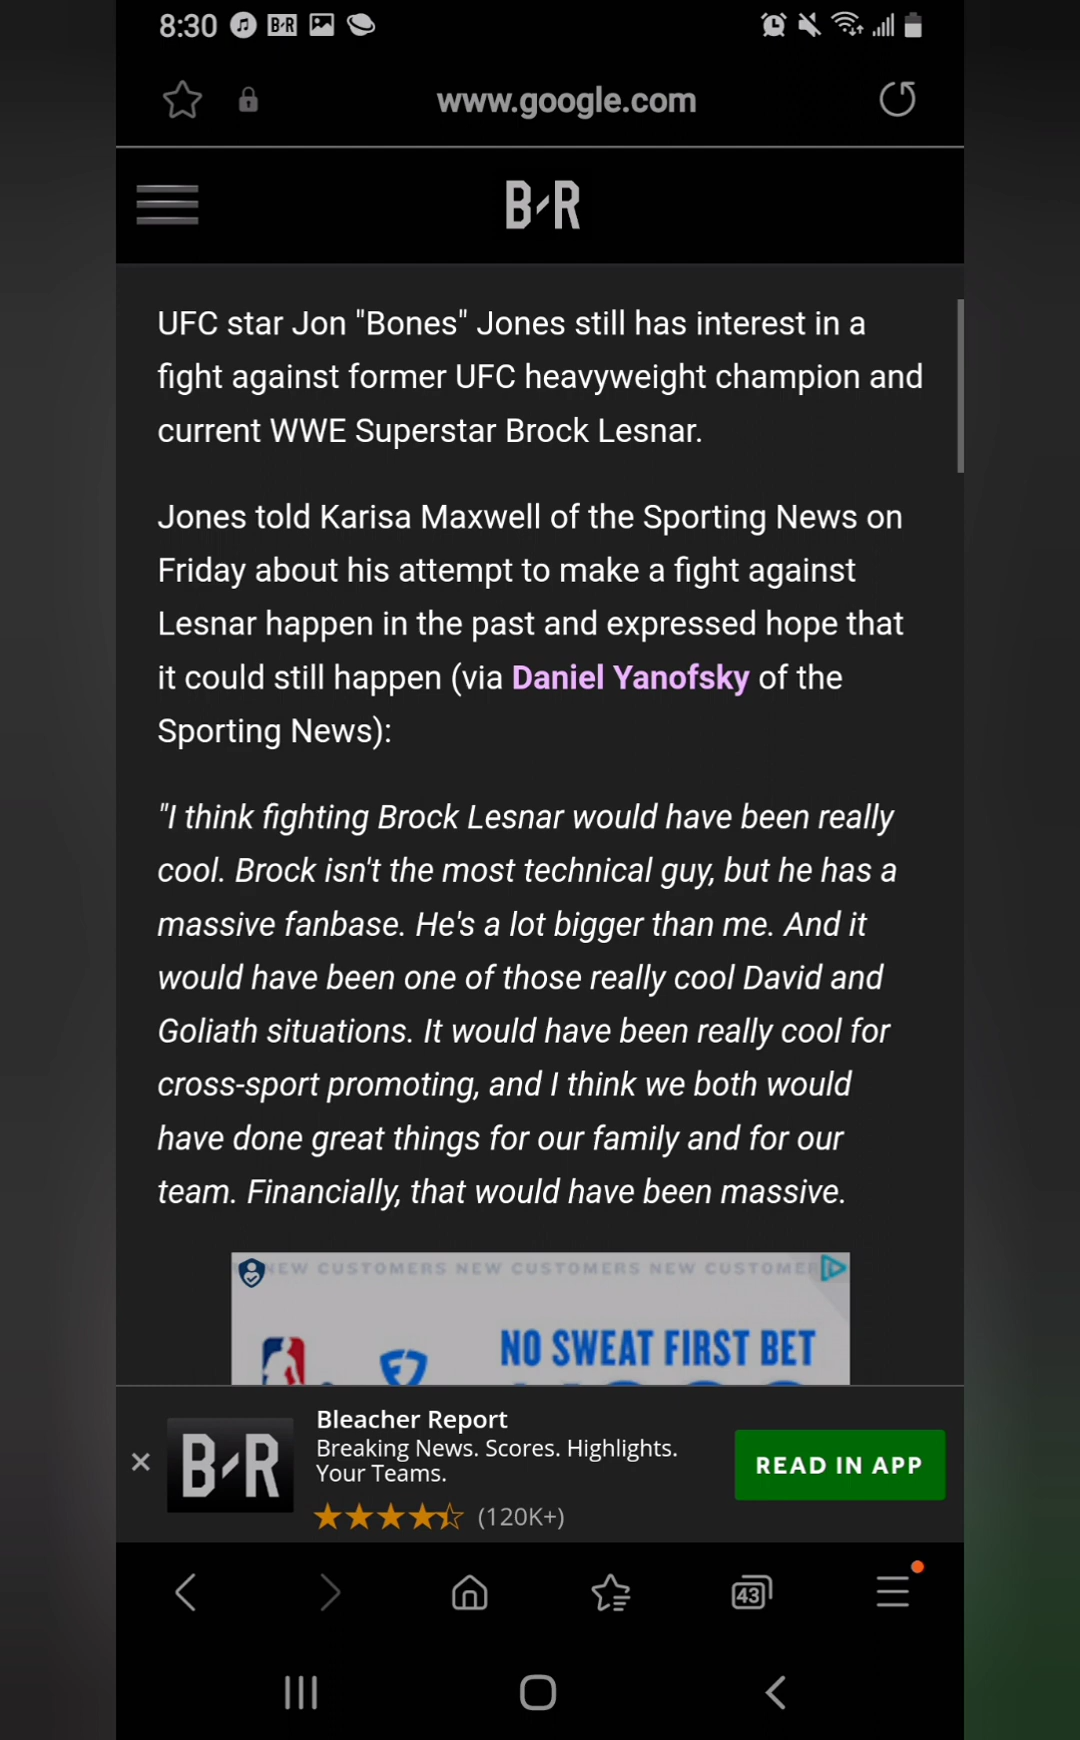 8:30
B/R
www.google.com
B/R
UFC star Jon "Bones" Jones still has interest in a
fight against former UFC heavyweight champion and
current WWE Superstar Brock Lesnar.
Jones told Karisa Maxwell of the Sporting News on
Friday about his attempt to make a fight against
Lesnar happen in the past and expressed hope that
it could still happen (via Daniel Yanofsky of the
Sporting News):
"I think fighting Brock Lesnar would have been really
cool. Brock isn't the most technical guy, but he has a
massive fanbase. He's a lot bigger than me. And it
would have been one of those really cool David and
Goliath situations. It would have been really cool for
cross-sport promoting, and I think we both would
have done great things for our family and for our
team. Financially, that would have been massive.
NEW CUSTOMERS NEW CUSTOMERS NEW CUSTOMER
NO SWEAT FIRST BET
Bleacher Report
B/R
Breaking News. Scores. Highlights.
Your Teams.
READ IN APP
(120K+)
43